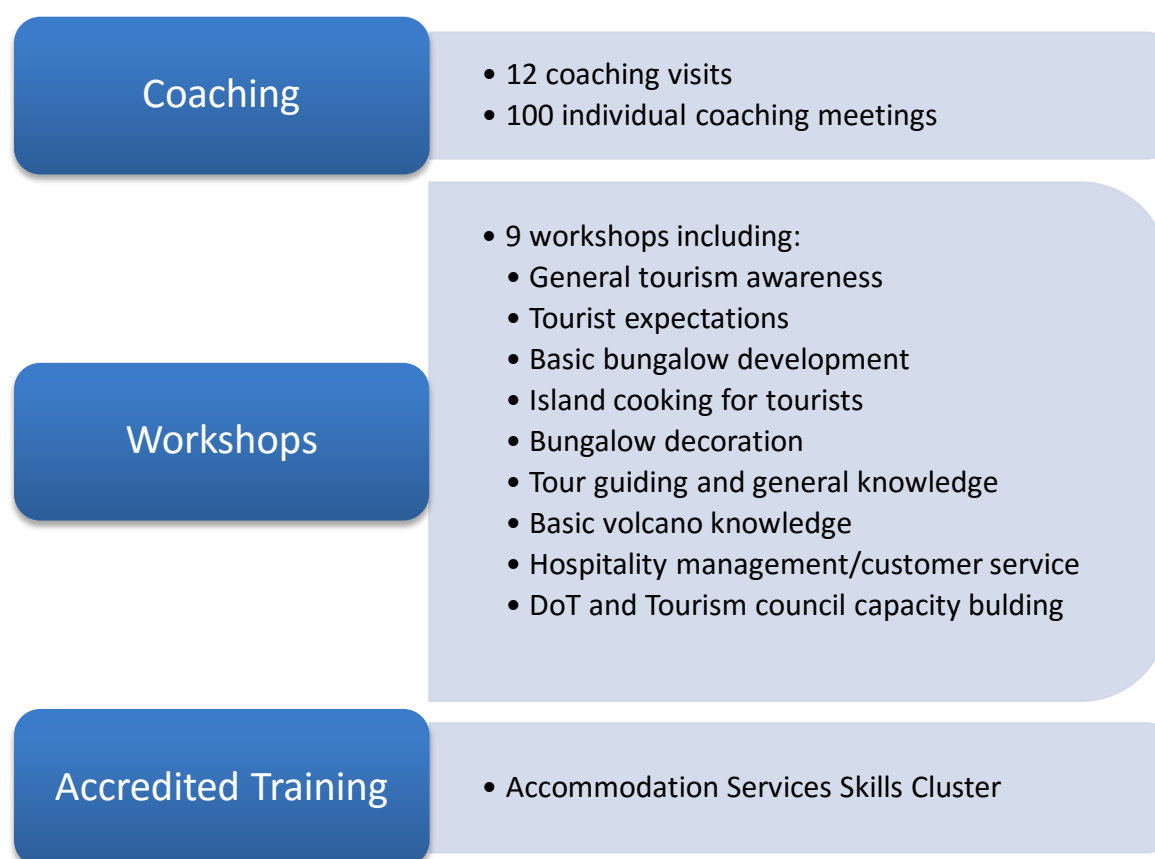 Coaching
• 12 coaching visits
• 100 individual coaching meetings
Workshops
• 9 workshops including:
• General tourism awareness
• Tourist expectations
• Basic bungalow development
• Island cooking for tourists
• Bungalow decoration
• Tour guiding and general knowledge
• Basic volcano knowledge
• Hospitality management/customer service
• DoT and Tourism council capacity bulding
Accredited Training
• Accommodation Services Skills Cluster